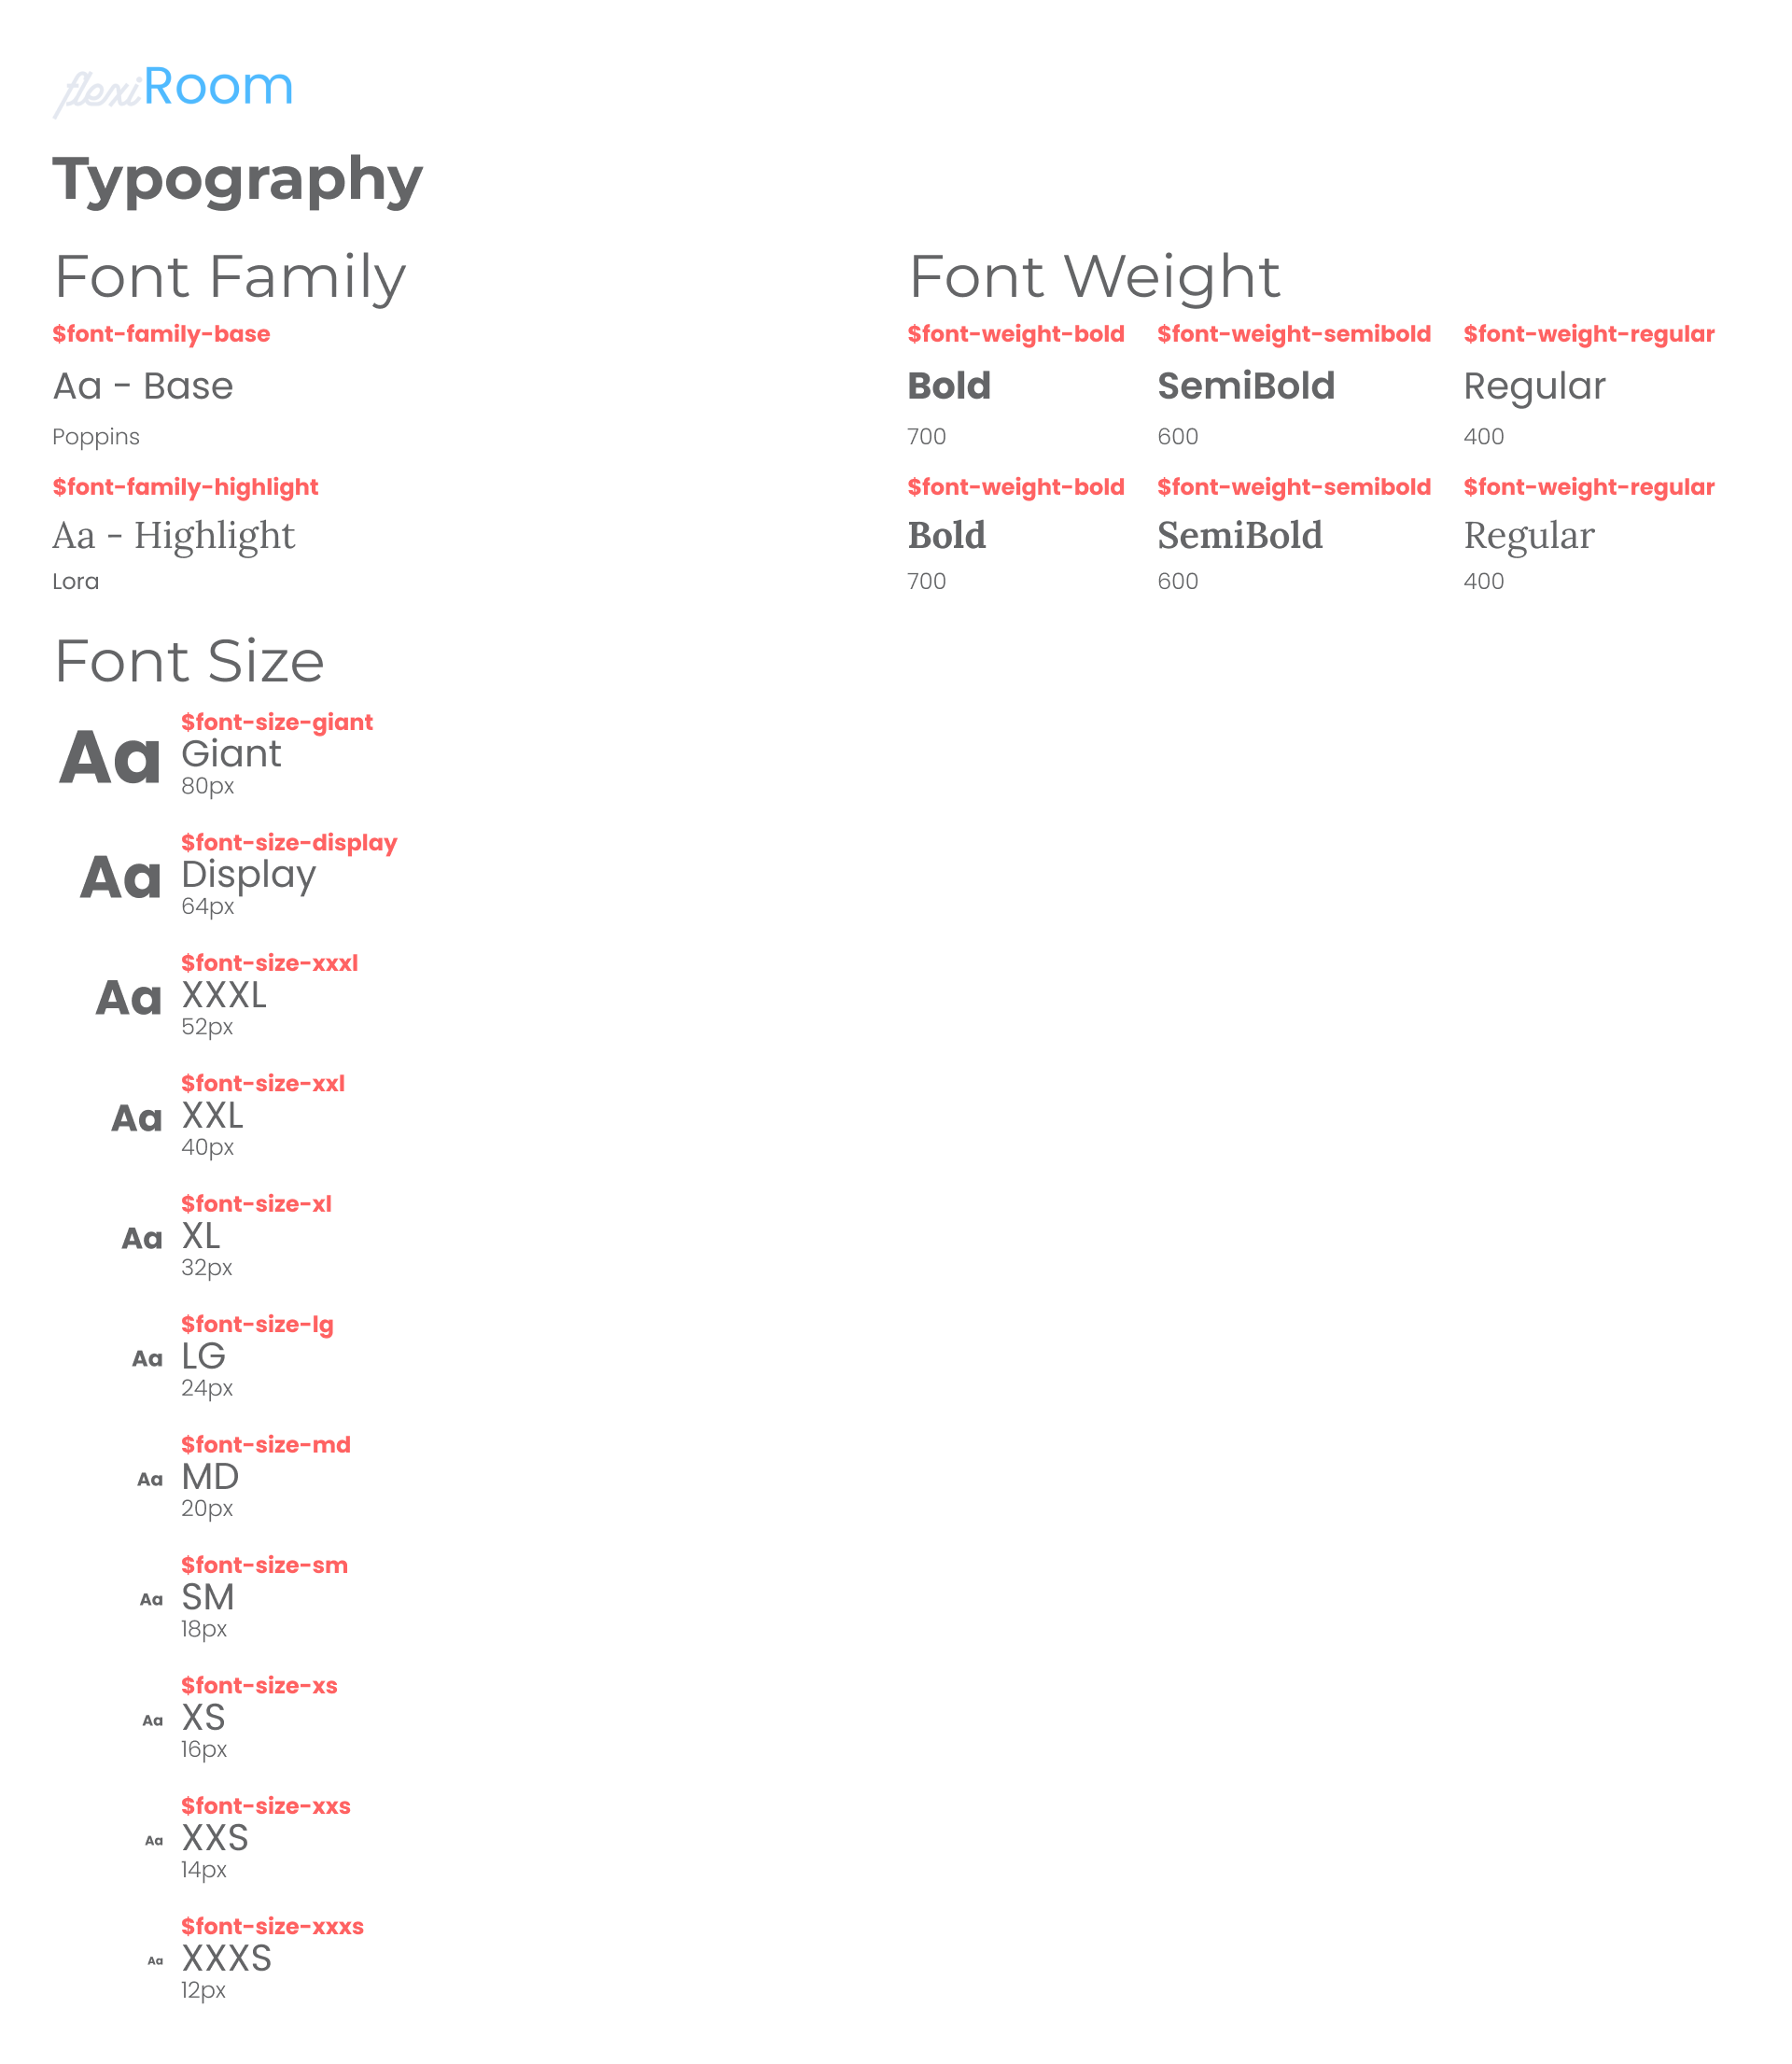 flexiRoom
Typography
Font Family
$font-family-base
Aa - Base
Poppins
$font-family-highlight
Aa - Highlight
Lora
Font Weight
$font-weight-bold $font-weight-semibold $font-weight-regular
Bold SemiBold Regular
700 600 400
$font-weight-bold $font-weight-semibold $font-weight-regular
Bold SemiBold Regular
700 600 400
Font Size
$font-size-giant
Aa Giant
80px
$font-size-display
Aa Display
64px
$font-size-xxxl
Aa XXXL
52px
$font-size-xxl
Aa XXL
40px
$font-size-xl
Aa XL
32px
$font-size-lg
Aa LG
24px
$font-size-md
Aa MD
20px
$font-size-sm
Aa SM
18px
$font-size-xs
Aa XS
16px
$font-size-xxs
Aa XXS
14px
$font-size-xxxs
Aa XXXS
12px